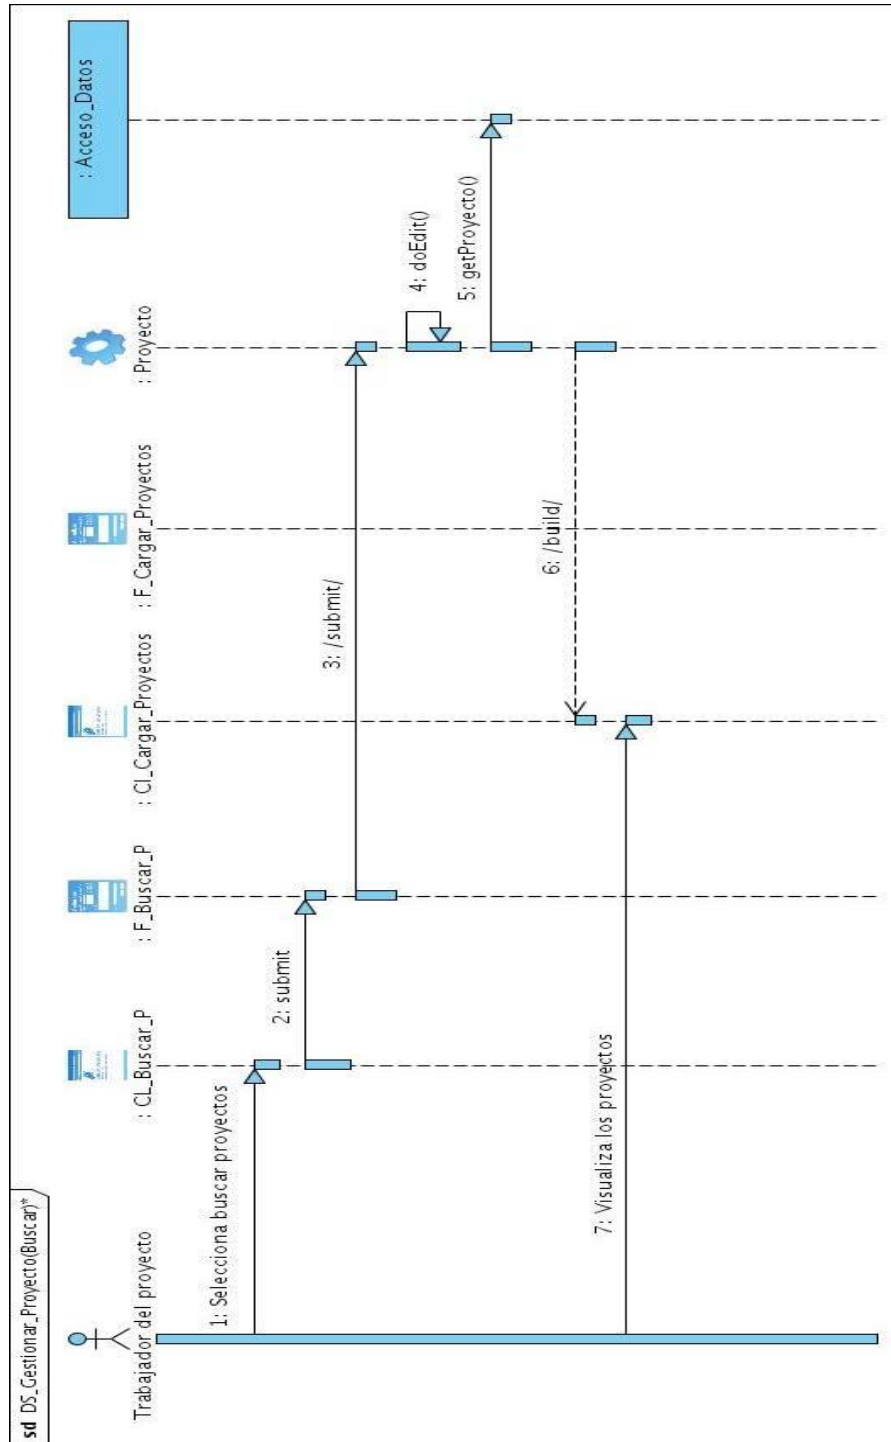 sd DS_Gestionar_Proyecto(Buscar)*
Trabajador del proyecto
: CL_Buscar_P
: F_Buscar_P
: CI_Cargar_Proyectos
: F_Cargar_Proyectos
: Proyecto
: Acceso_Datos
1: Selecciona buscar proyectos
2: submit
3: /submit/
4: doEdit()
5: getProyecto()
6: /build/
7: Visualiza los proyectos